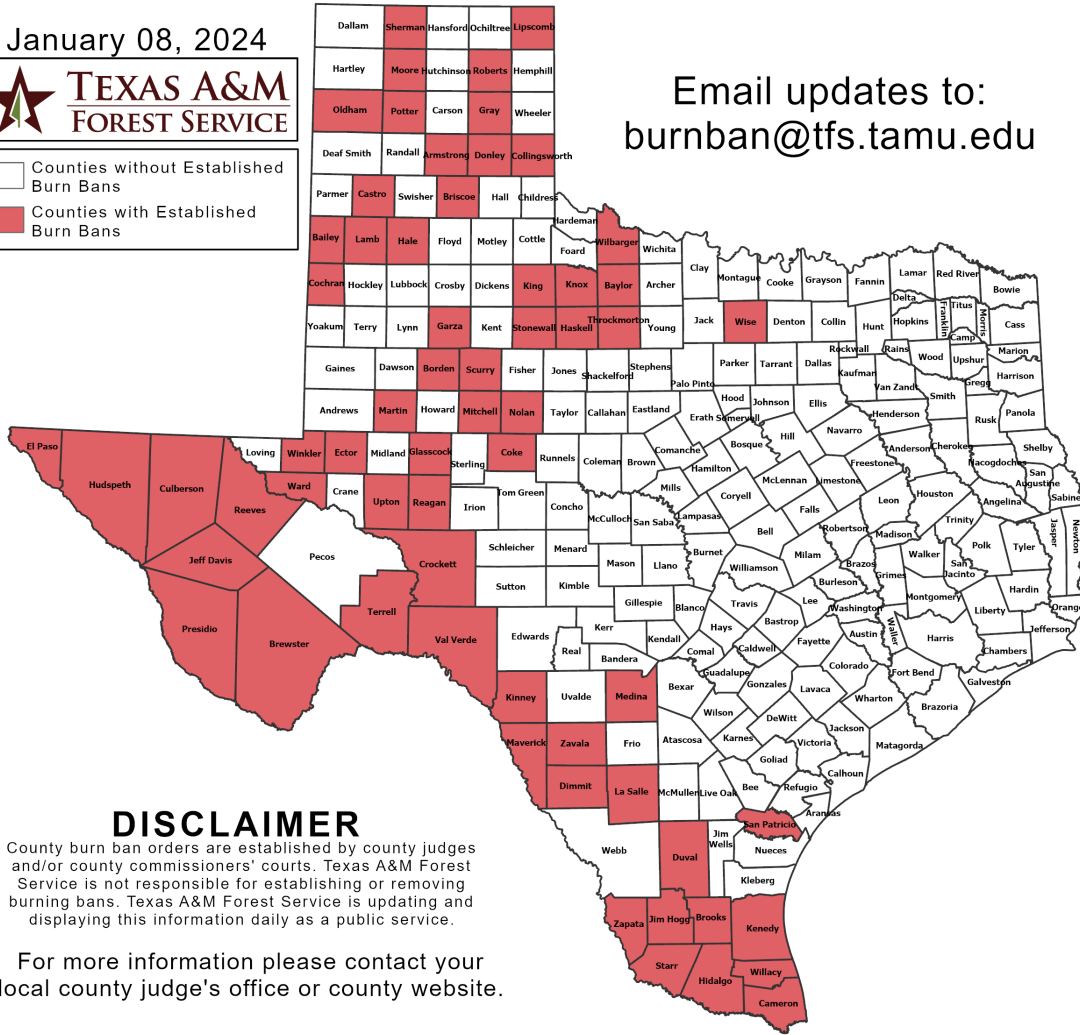 January 08, 2024
TEXAS A&M
FOREST SERVICE
Counties without Established
Burn Bans
Counties with Established
Burn Bans
Email updates to:
burnban@tfs.tamu.edu
Dallam Sherman Hansford Ochiltree Lipscomb
Hartley Moore Hutchinson Roberts Hemphill
Oldham Potter Carson Gray Wheeler
Deaf Smith Randall Armstrong Donley Collingsworth
Parmer Castro Swisher Briscoe Hall Childress
Hardeman
Bailey Lamb Hale Floyd Motley Cottle Foard Wilbarger Wichita
Clay Montague Cooke Grayson Fannin Lamar Red River Bowie
Cochran Hockley Lubbock Crosby Dickens King Knox Baylor Archer
Delta Titus Franklin Morris
Yoakum Terry Lynn Garza Kent Stonewall Haskell Throckmorton Young Jack Wise Denton Collin Hunt Hopkins Cass
Camp
Rockwall Rains Wood Upshur Marion
Gaines Dawson Borden Scurry Fisher Jones Shackelford Stephens Palo Pinto Parker Tarrant Dallas Kaufman Van Zandt Gregg Harrison
Andrews Martin Howard Mitchell Nolan Taylor Callahan Eastland Erath Hood Somervell Johnson Ellis Henderson Smith Rusk Panola
El Paso Hudspeth Culberson Reeves Loving Winkler Ector Midland Glasscock Sterling Coke Runnels Coleman Brown Comanche Bosque Hill Navarro Anderson Cherokee Nacogdoches Shelby
San
Augustine
Sabine
Ward Crane Upton Reagan Irion Tom Green Concho McCulloch San Saba Mills Hamilton Coryell McLennan Limestone Freestone Leon Houston Angelina
Lampasas Bell Falls Robertson Madison Trinity Polk Tyler Jasper Newton
Jeff Davis Pecos Crockett Schleicher Menard Mason Llano Burnet Williamson Milam Brazos Grimes Walker
San
Jacinto
Terrell Sutton Kimble Gillespie Blanco Travis Lee Burleson Washington Montgomery Liberty Hardin Orange
Presidio Brewster Val Verde Edwards Kerr Real Bandera Kendall Hays Comal Caldwell Bastrop Fayette Austin Waller Harris Chambers Jefferson
Kinney Uvalde Medina Bexar Guadalupe Gonzales Lavaca Colorado Wharton Fort Bend Brazoria Galveston
Maverick Zavala Frio Atascosa Wilson Karnes DeWitt Victoria Jackson Matagorda
Dimmit La Salle McMullen Live Oak Bee Goliad Refugio Calhoun
Aransas
San Patricio
Webb Duval
Jim
Wells
Nueces
Kleberg
Zapata Jim Hogg Brooks Kenedy
Starr Hidalgo Willacy
Cameron
DISCLAIMER
County burn ban orders are established by county judges
and/or county commissioners' courts. Texas A&M Forest
Service is not responsible for establishing or removing
burning bans. Texas A&M Forest Service is updating and
displaying this information daily as a public service.
For more information please contact your
local county judge's office or county website.